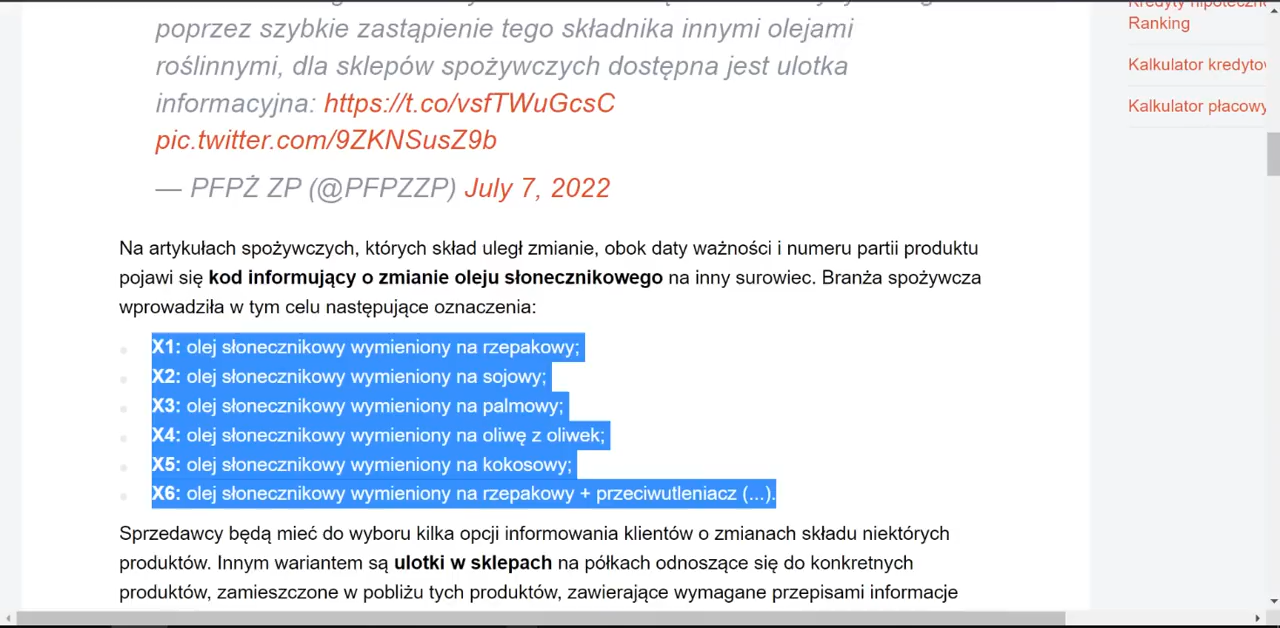 poprzez szybkie zastąpienie tego składnika innymi olejami
roślinnymi, dla sklepów spożywczych dostępna jest ulotka
informacyjna: https://t.co/vsfTWuGcsC
pic.twitter.com/9ZKNSusZ9b
— PFPŻ ZP (@PFPZZP) July 7, 2022
Na artykułach spożywczych, których skład uległ zmianie, obok daty ważności i numeru partii produktu
pojawi się kod informujący o zmianie oleju słonecznikowego na inny surowiec. Branża spożywcza
wprowadziła w tym celu następujące oznaczenia:
X1: olej słonecznikowy wymieniony na rzepakowy;
X2: olej słonecznikowy wymieniony na sojowy;
X3: olej słonecznikowy wymieniony na palmowy;
X4: olej słonecznikowy wymieniony na oliwę z oliwek;
X5: olej słonecznikowy wymieniony na kokosowy;
X6: olej słonecznikowy wymieniony na rzepakowy + przeciwutleniacz (...).
Sprzedawcy będą mieć do wyboru kilka opcji informowania klientów o zmianach składu niektórych
produktów. Innym wariantem są ulotki w sklepach na półkach odnoszące się do konkretnych
produktów, zamieszczone w pobliżu tych produktów, zawierające wymagane przepisami informacje
Kredyty
Ranking
Kalkulator
Kalkulator płacowy